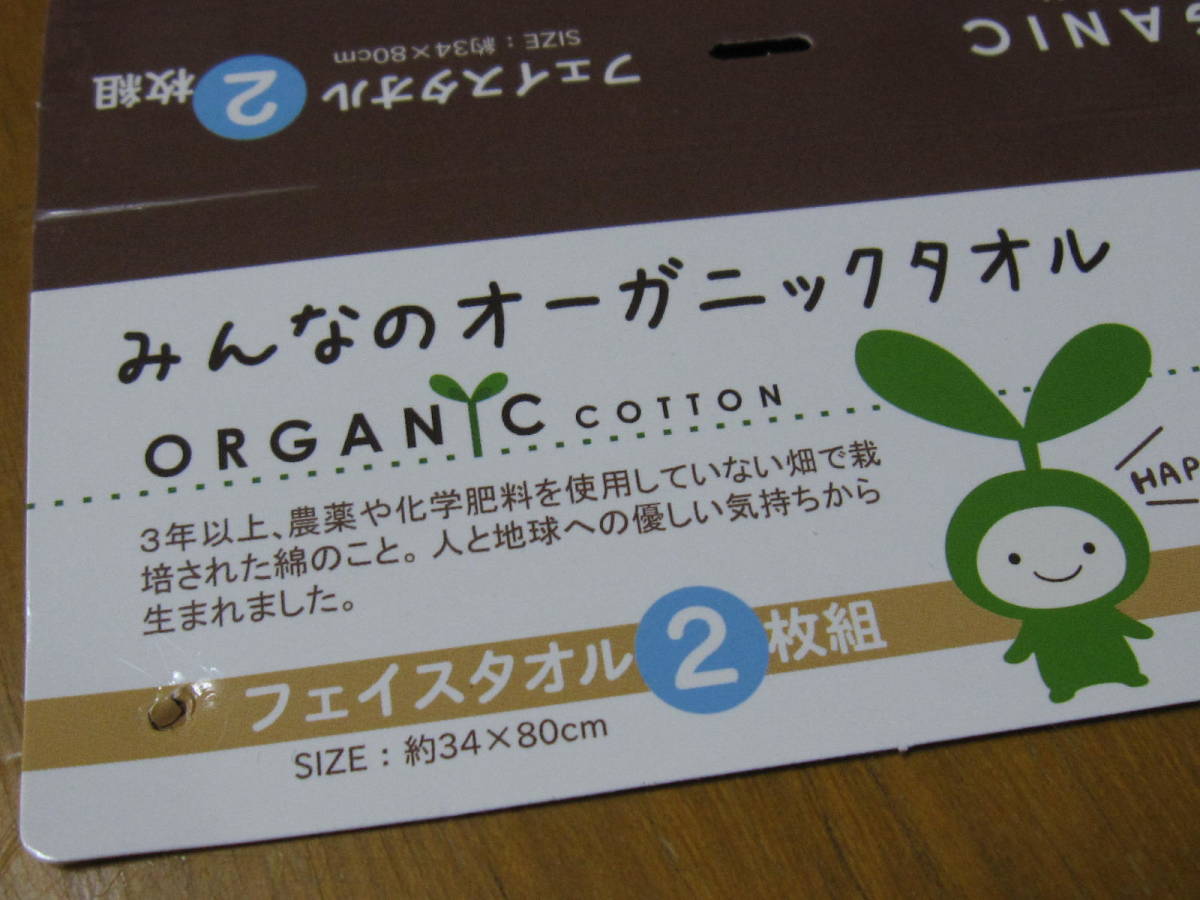 フェイスタオル 2 枚組
SIZE：約34×80cm
みんなのオーガニックタオル
ORGANIC COTTON
3年以上、農薬や化学肥料を使用していない畑で栽
培された綿のこと。人と地球への優しい気持ちから
生まれました。
フェイスタオル 2 枚組
SIZE：約34×80cm